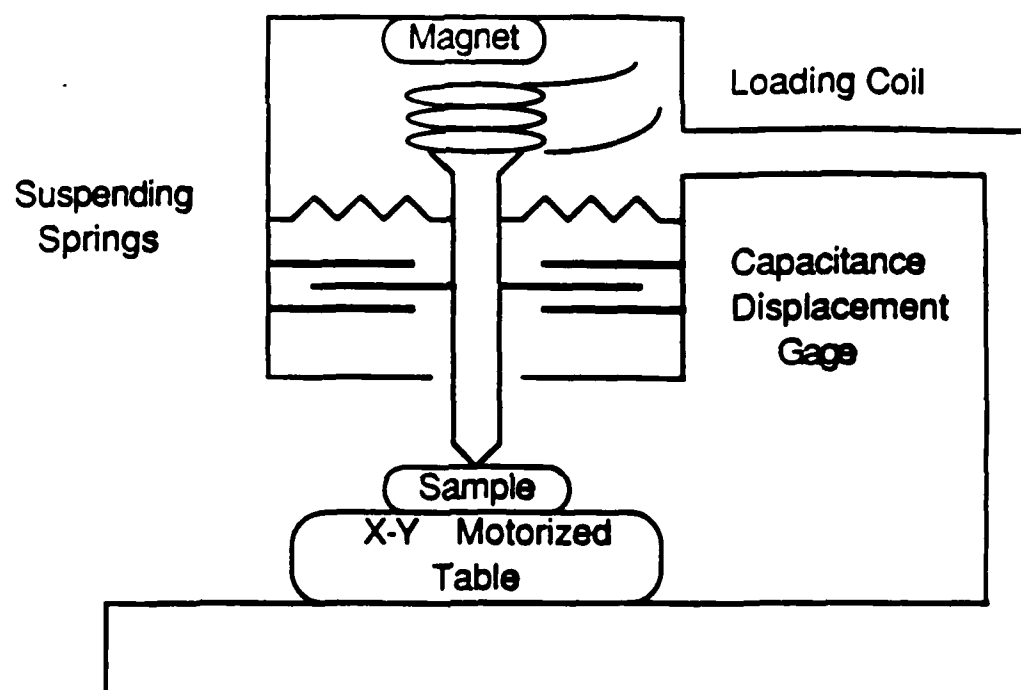 Magnet
Loading Coil
Suspending
Springs
Capacitance
Displacement
Gage
Sample
X-Y Motorized
Table